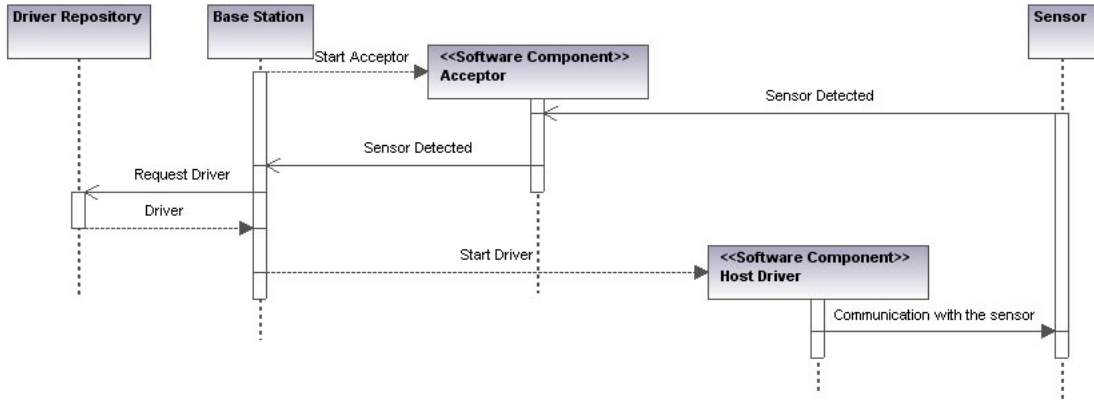 Driver Repository
Base Station
Sensor
Start Acceptor
<<Software Component>>
Acceptor
Sensor Detected
Sensor Detected
Request Driver
Driver
Start Driver
<<Software Component>>
Host Driver
Communication with the sensor